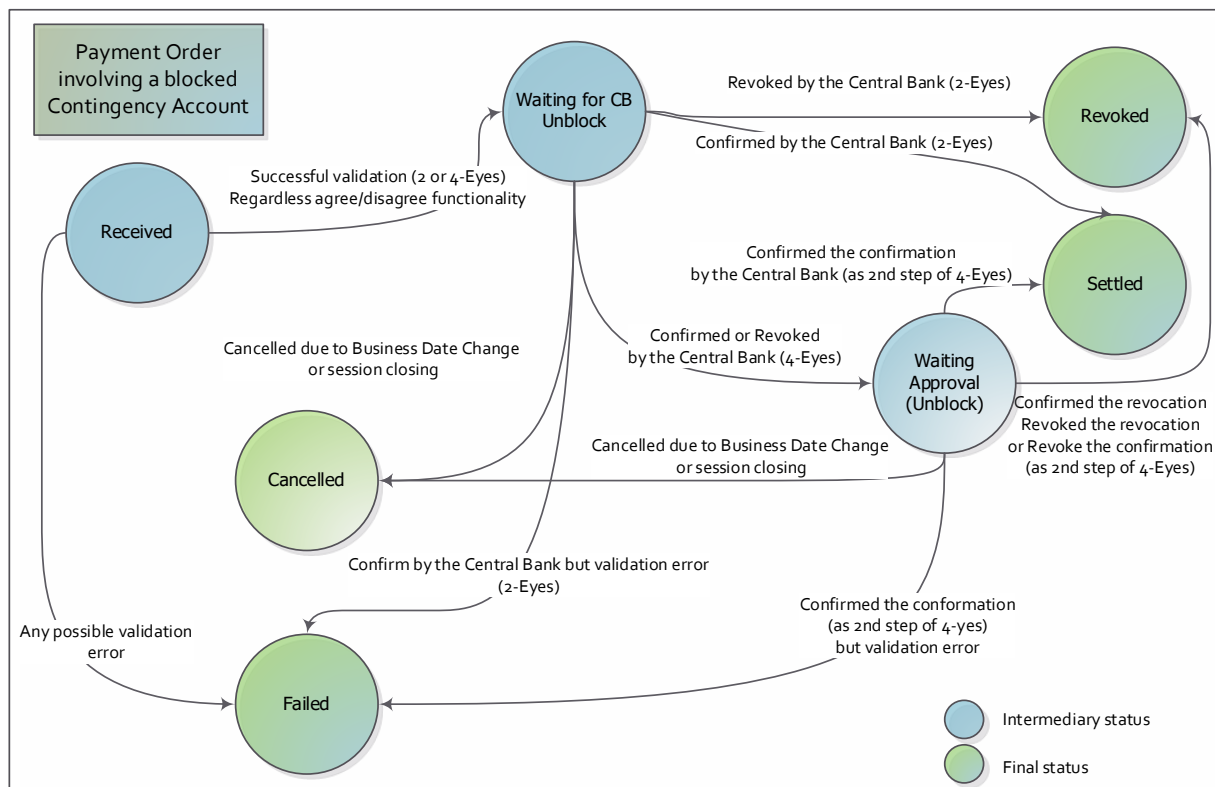 Payment Order
involving a blocked
Contingency Account
Waiting for CB
Unblock
Revoked by the Central Bank (2-Eyes)
Revoked
Confirmed by the Central Bank (2-Eyes)
Successful validation (2 or 4-Eyes)
Regardless agree/disagree functionality
Received
Confirmed the confirmation
by the Central Bank (as 2nd step of 4-Eyes)
Settled
Confirmed or Revoked
by the Central Bank (4-Eyes)
Cancelled due to Business Date Change
or session closing
Waiting
Approval
(Unblock)
Confirmed the revocation
Revoked the revocation
or Revoke the confirmation
(as 2nd step of 4-Eyes)
Cancelled due to Business Date Change
or session closing
Cancelled
Confirm by the Central Bank but validation error
(2-Eyes)
Confirmed the conformation
(as 2nd step of 4-yes)
but validation error
Any possible validation
error
Failed
Intermediary status
Final status